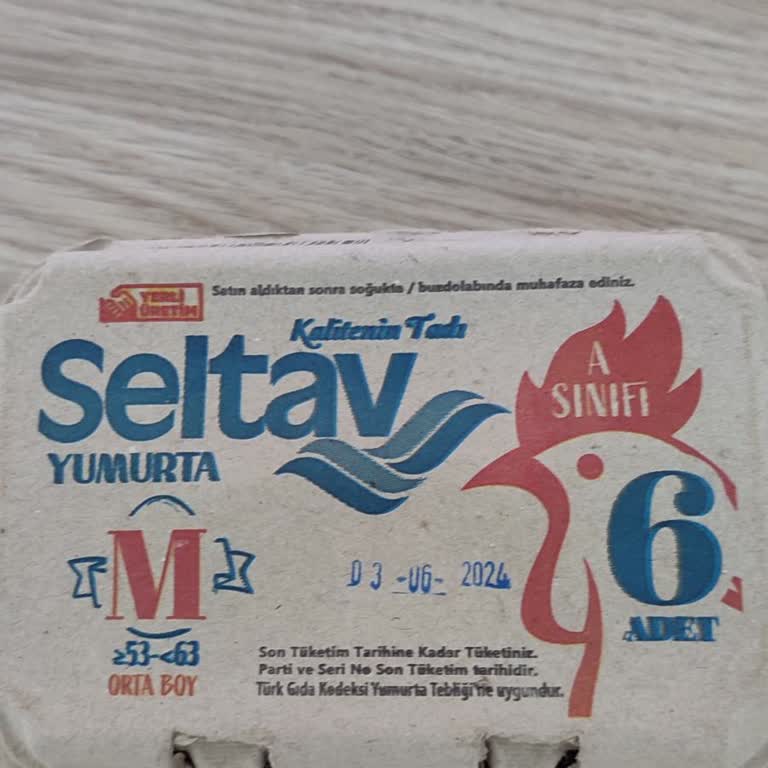 YERLİ
ÜRETİM
Satın aldıktan sonra soğukta / buzdolabında muhafaza ediniz.
Kalitenin Tadı
Seltav
YUMURTA
A
SINIFI
6
ADET
M
≥53-<63
ORTA BOY
03 -06- 2024
Son Tüketim Tarihine Kadar Tüketiniz.
Parti ve Seri No Son Tüketim tarihidir.
Türk Gıda Kodeksi Yumurta Tebliği'ne uygundur.